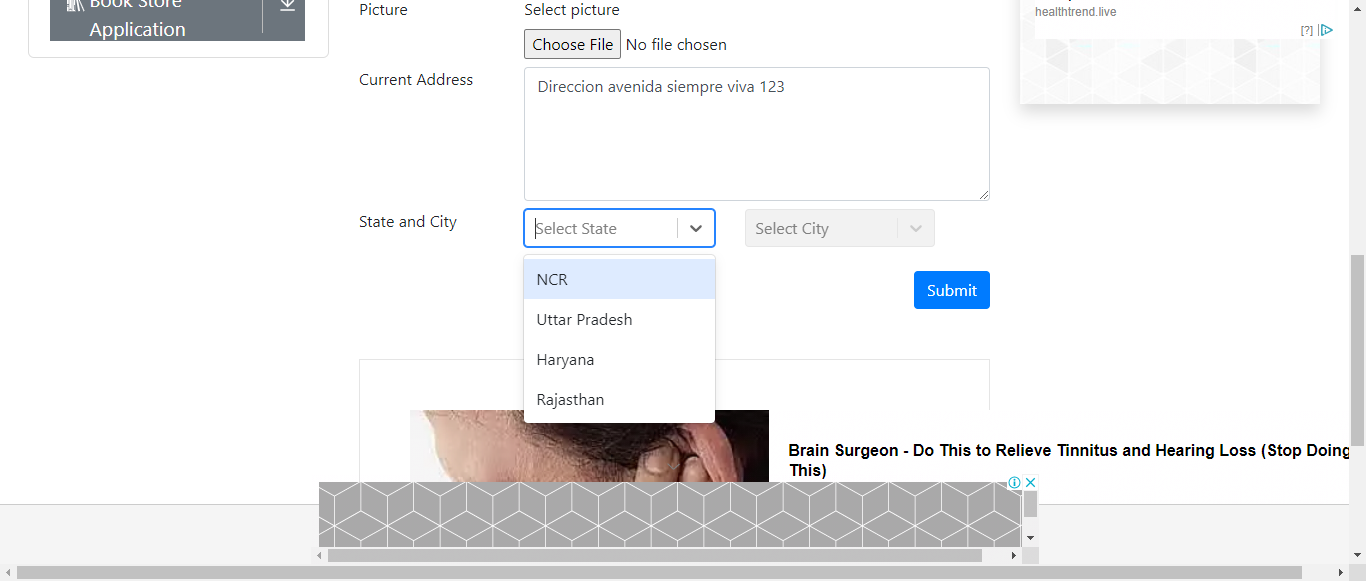 Book Store
Application
Picture
Select picture
Choose File No file chosen
Current Address
Direccion avenida siempre viva 123
State and City
Select State
Select City
NCR
Uttar Pradesh
Haryana
Rajasthan
Submit
healthtrend.live
[?]
Brain Surgeon - Do This to Relieve Tinnitus and Hearing Loss (Stop Doing
This)